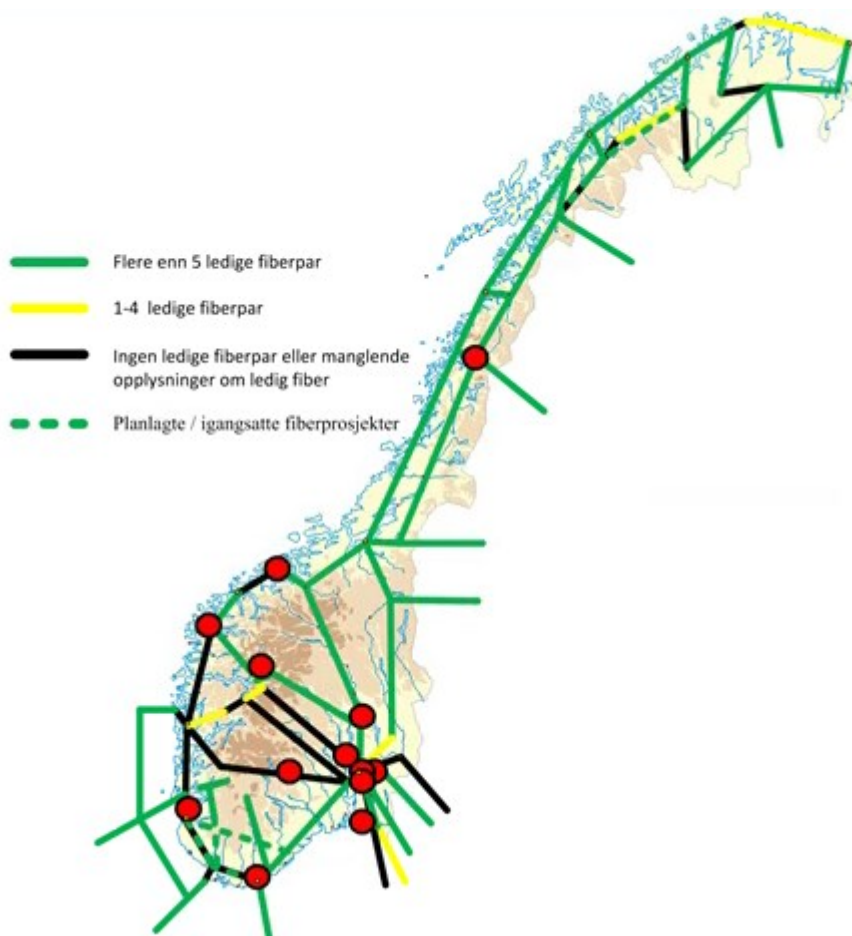 Flere enn 5 ledige fiberpar
1-4 ledige fiberpar
Ingen ledige fiberpar eller manglende
opplysninger om ledig fiber
Planlagte / igangsatte fiberprosjekter